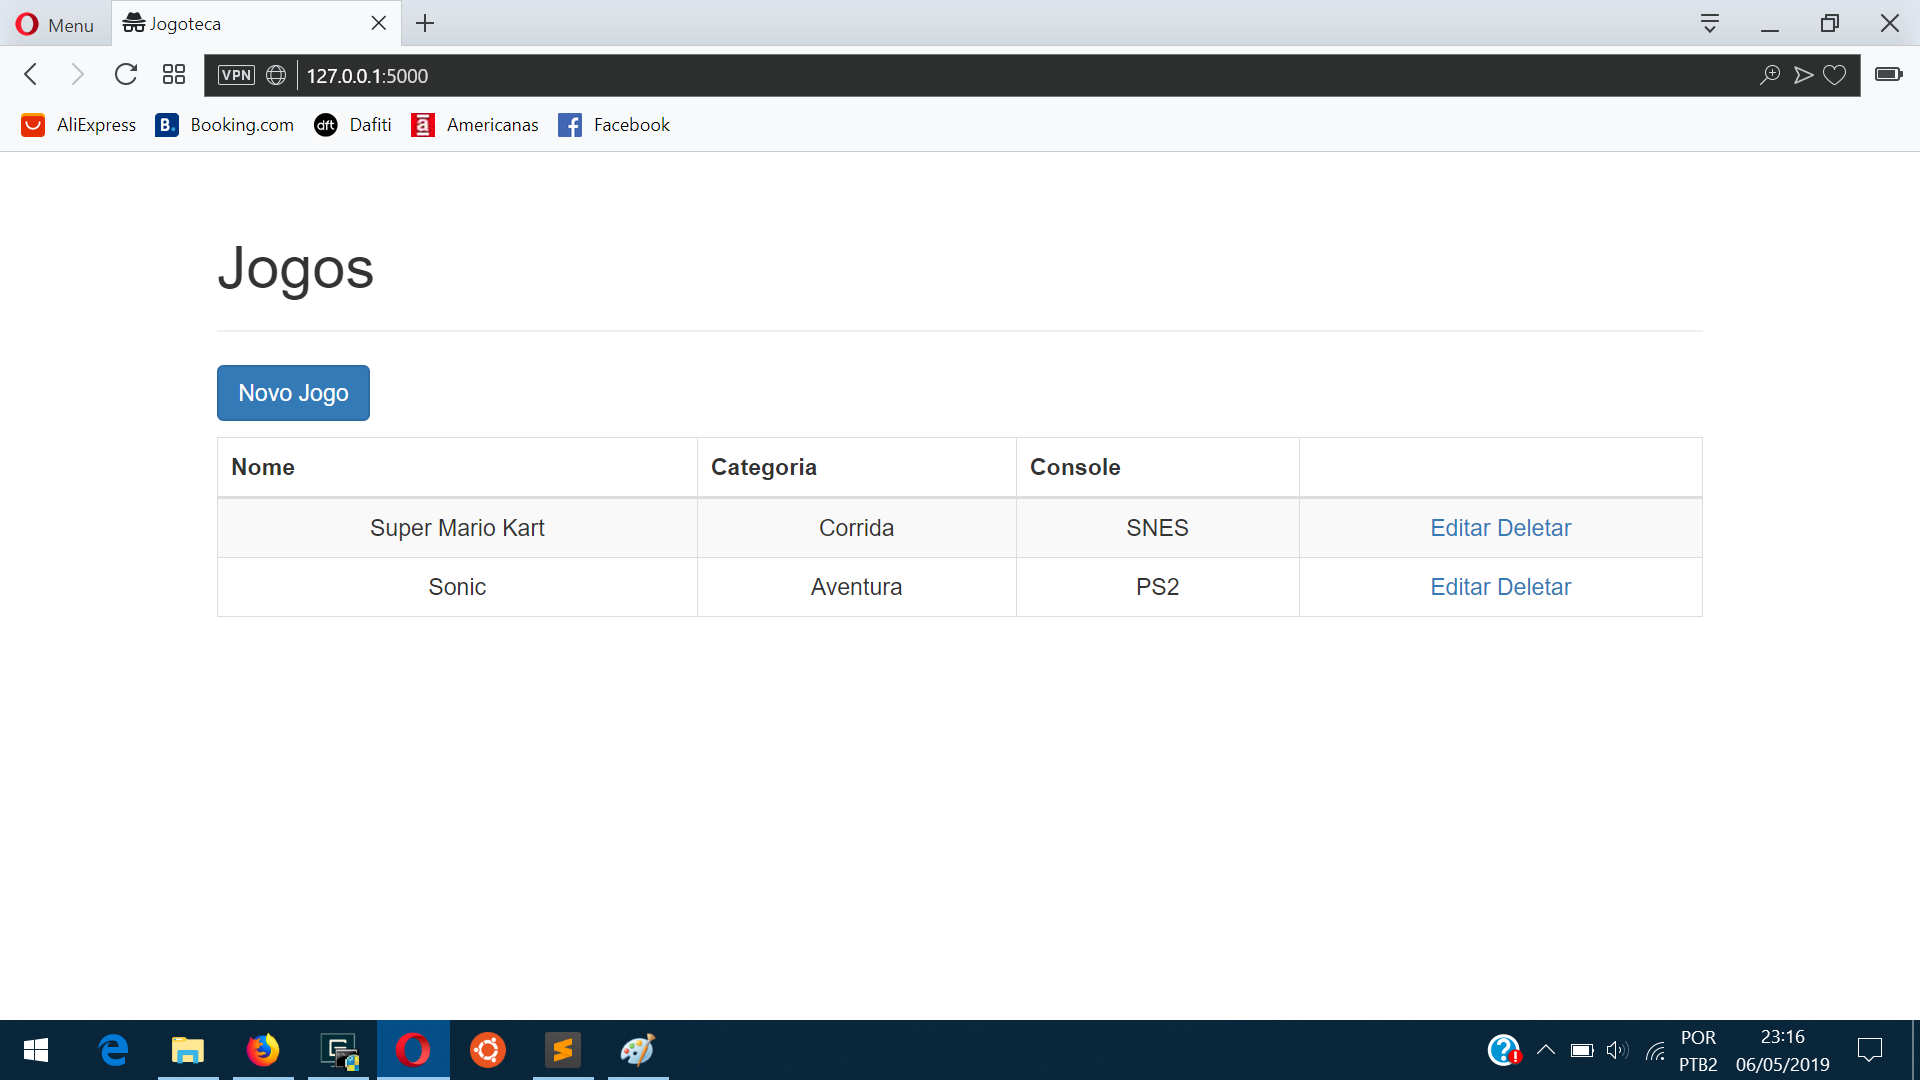 Menu
Jogoteca
VPN
127.0.0.1:5000
AliExpress
B. Booking.com
dft Dafiti
a Americanas
f Facebook
Jogos
Novo Jogo
Nome Categoria Console
Super Mario Kart Corrida SNES Editar Deletar
Sonic Aventura PS2 Editar Deletar
POR 23:16
PTB2 06/05/2019